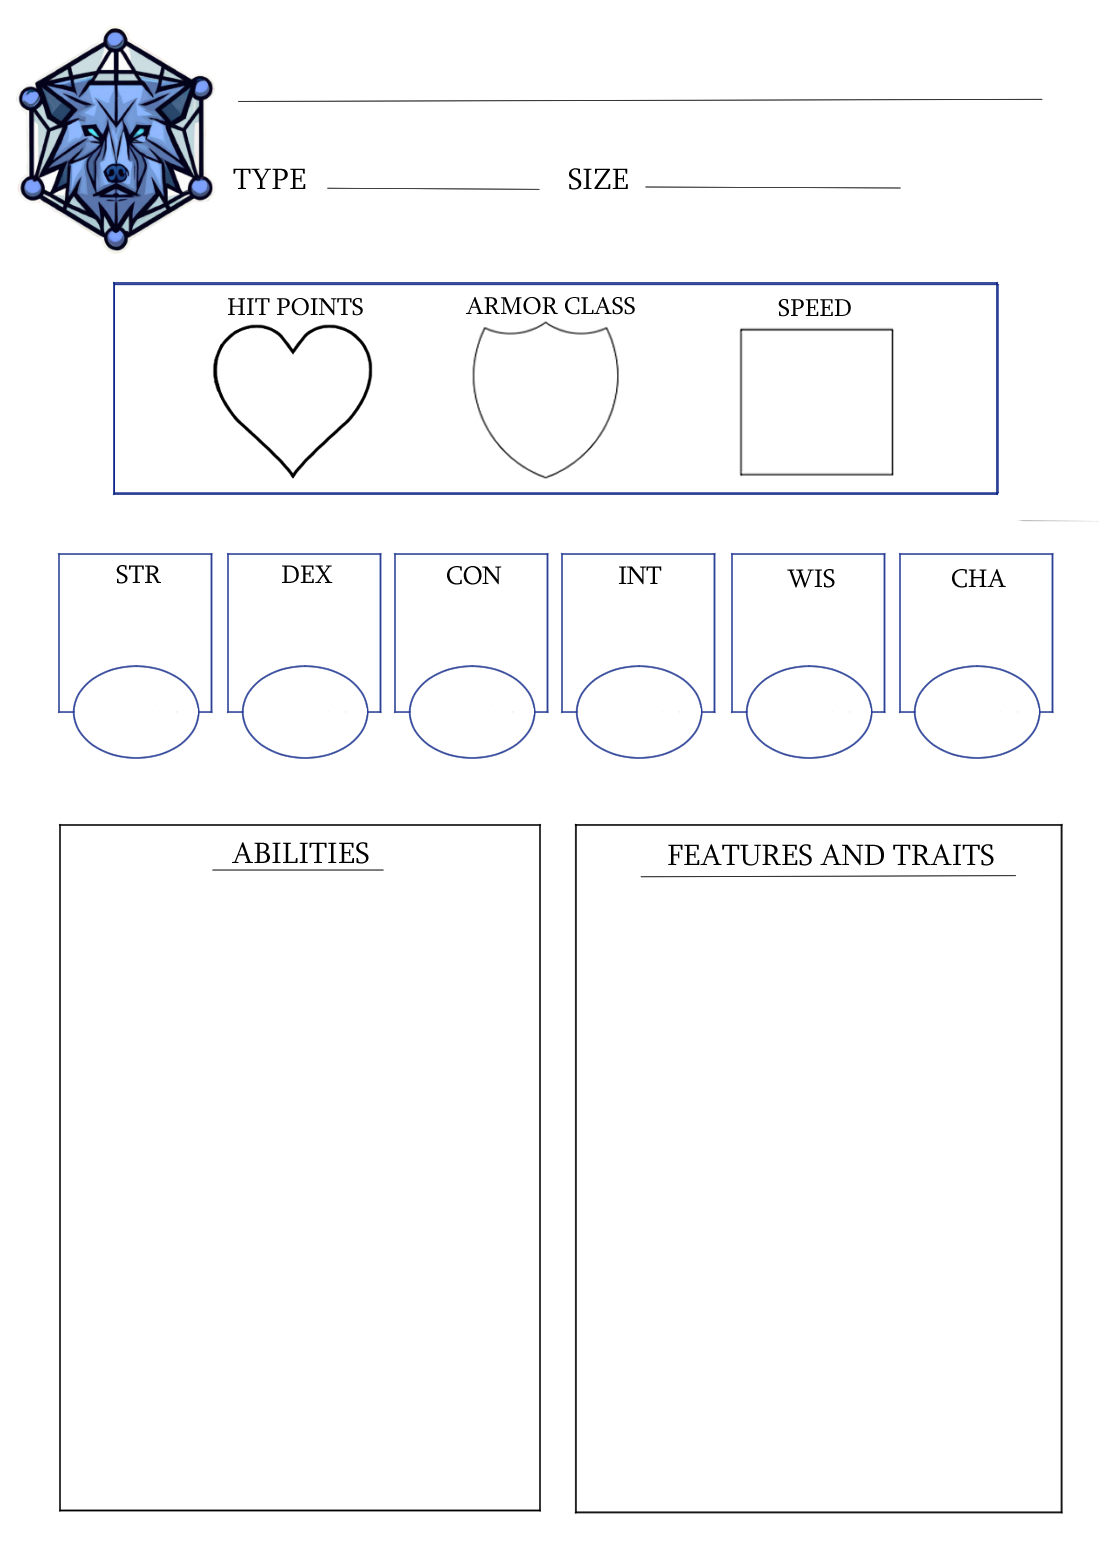 TYPE SIZE
HIT POINTS ARMOR CLASS SPEED
STR DEX CON INT WIS CHA
ABILITIES FEATURES AND TRAITS